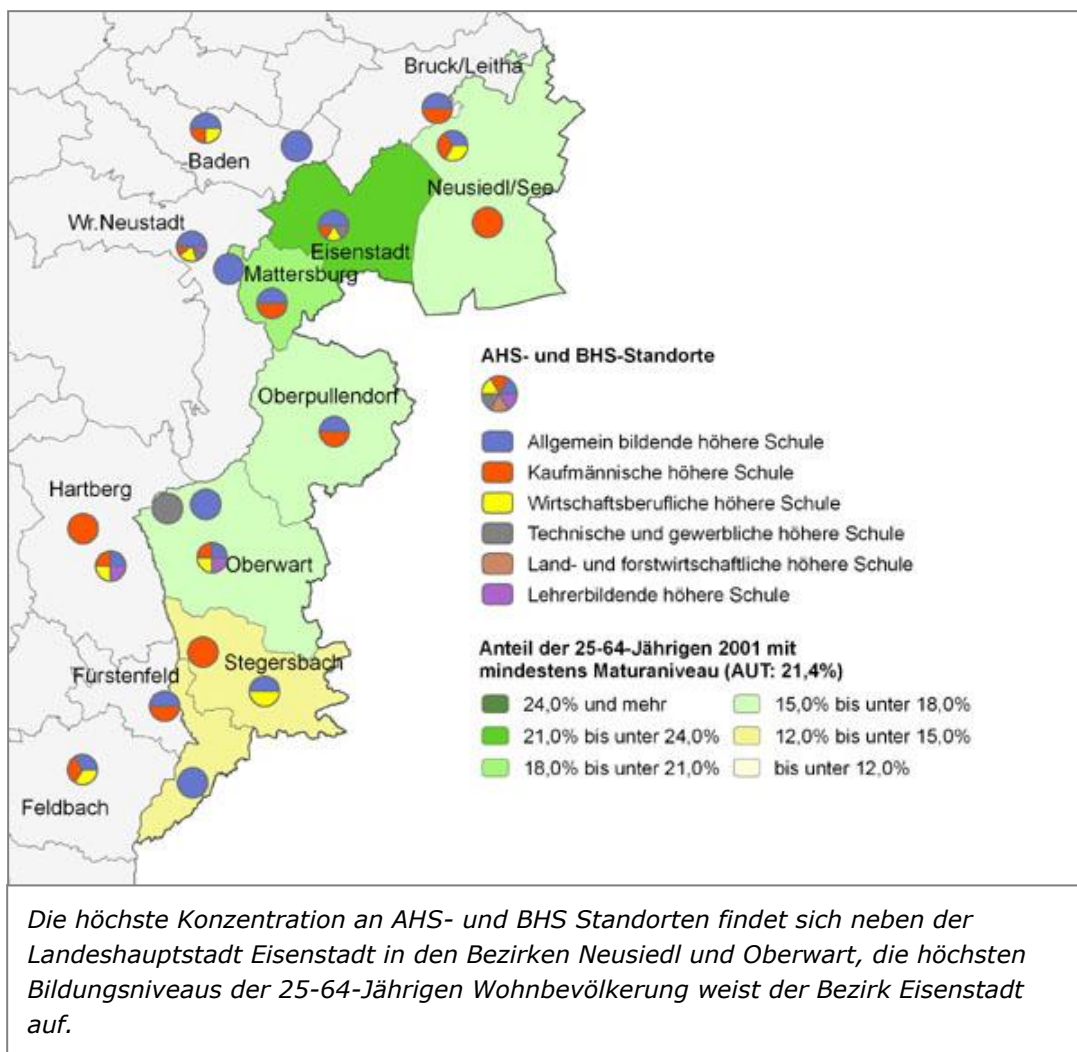 Bruck/Leitha
Baden
Neusiedl/See
Wr.Neustadt
Eisenstadt
Mattersburg
AHS- und BHS-Standorte
Oberpullendorf
Allgemein bildende höhere Schule
Kaufmännische höhere Schule
Hartberg
Wirtschaftsberufliche höhere Schule
Technische und gewerbliche höhere Schule
Oberwart
Land- und forstwirtschaftliche höhere Schule
Lehrerbildende höhere Schule
Anteil der 25-64-Jährigen 2001 mit
mindestens Maturaniveau (AUT: 21,4%)
Stegersbach
Fürstenfeld
24,0% und mehr
15,0% bis unter 18,0%
21,0% bis unter 24,0%
12,0% bis unter 15,0%
18,0% bis unter 21,0%
bis unter 12,0%
Feldbach
Die höchste Konzentration an AHS- und BHS Standorten findet sich neben der
Landeshauptstadt Eisenstadt in den Bezirken Neusiedl und Oberwart, die höchsten
Bildungsniveaus der 25-64-Jährigen Wohnbevölkerung weist der Bezirk Eisenstadt
auf.